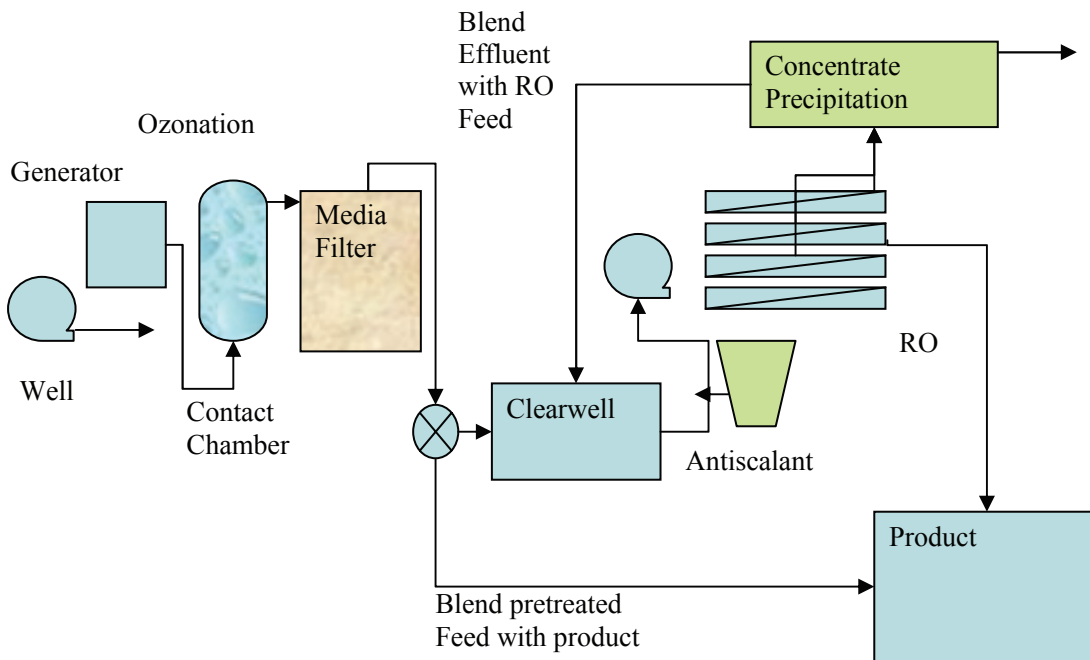 Blend
Effluent
with RO
Feed
Concentrate
Precipitation
Ozonation
Generator
Media
Filter
Well
Contact
Chamber
Clearwell
RO
Antiscalant
Product
Blend pretreated
Feed with product